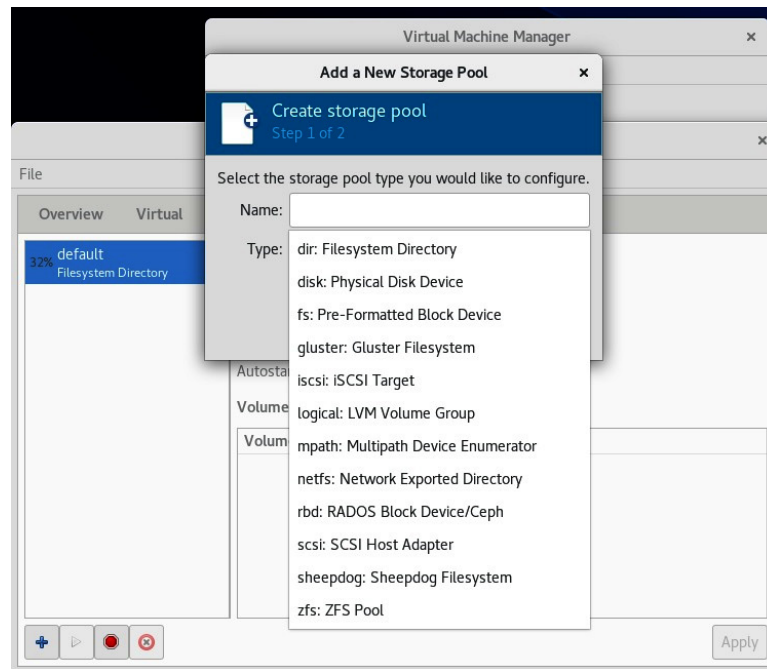 Virtual Machine Manager
Add a New Storage Pool
Create storage pool
Step 1 of 2
File
Select the storage pool type you would like to configure.
Overview Virtual
Name:
Type:
default
32%
Filesystem Directory
dir: Filesystem Directory
disk: Physical Disk Device
fs: Pre-Formatted Block Device
gluster: Gluster Filesystem
iscsi: iSCSI Target
logical: LVM Volume Group
mpath: Multipath Device Enumerator
netfs: Network Exported Directory
rbd: RADOS Block Device/Ceph
scsi: SCSI Host Adapter
sheepdog: Sheepdog Filesystem
zfs: ZFS Pool
Autosta
Volume
Volum
Apply